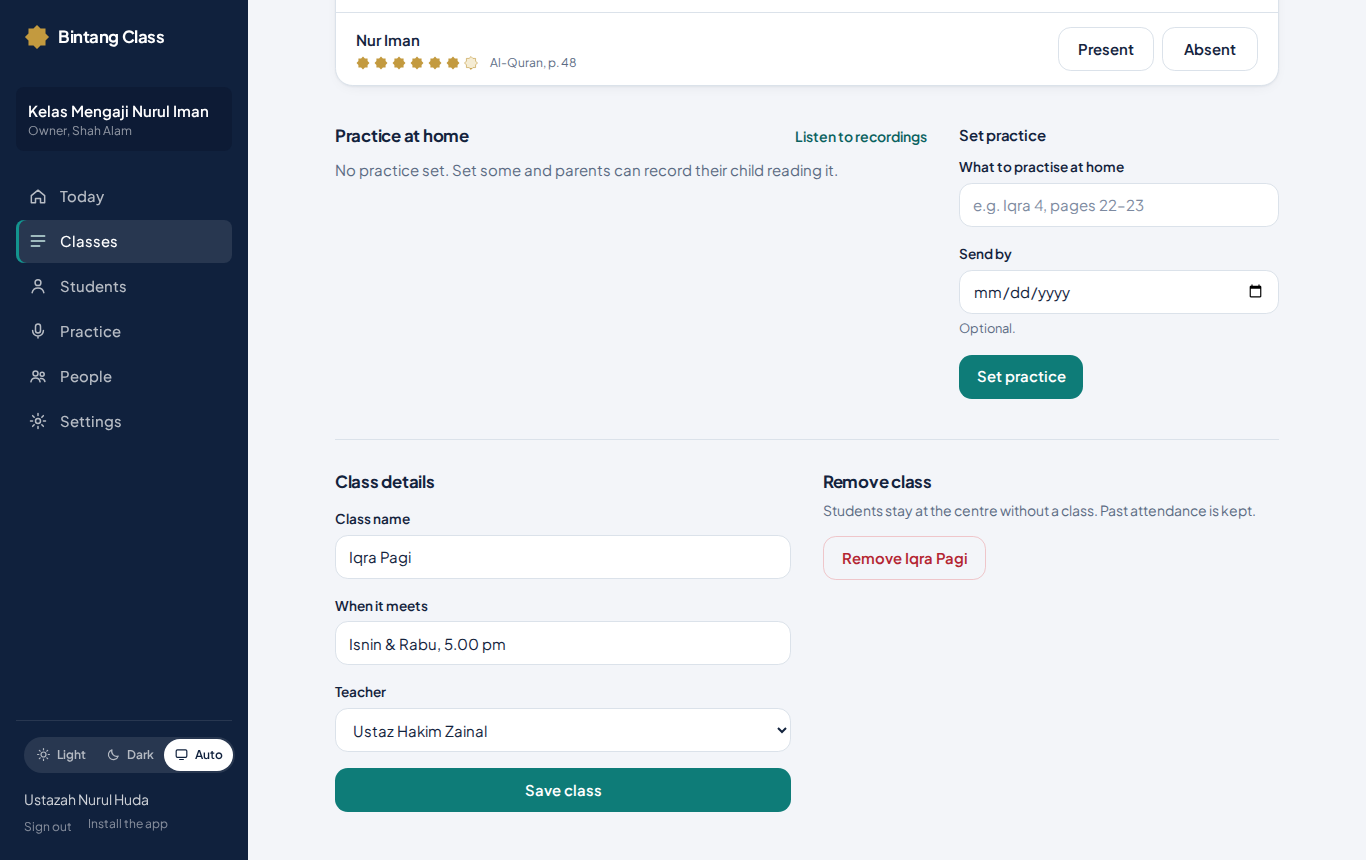 Bintang Class
Kelas Mengaji Nurul Iman
Owner, Shah Alam
Today
Classes
Students
Practice
People
Settings
Light
Dark
Auto
Ustazah Nurul Huda
Sign out
Install the app
Nur Iman
Al-Quran, p. 48
Present
Absent
Practice at home
Listen to recordings
No practice set. Set some and parents can record their child reading it.
Set practice
What to practise at home
e.g. Iqra 4, pages 22–23
Send by
mm/dd/yyyy
Optional.
Set practice
Class details
Class name
Iqra Pagi
When it meets
Isnin & Rabu, 5.00 pm
Teacher
Ustaz Hakim Zainal
Save class
Remove class
Students stay at the centre without a class. Past attendance is kept.
Remove Iqra Pagi